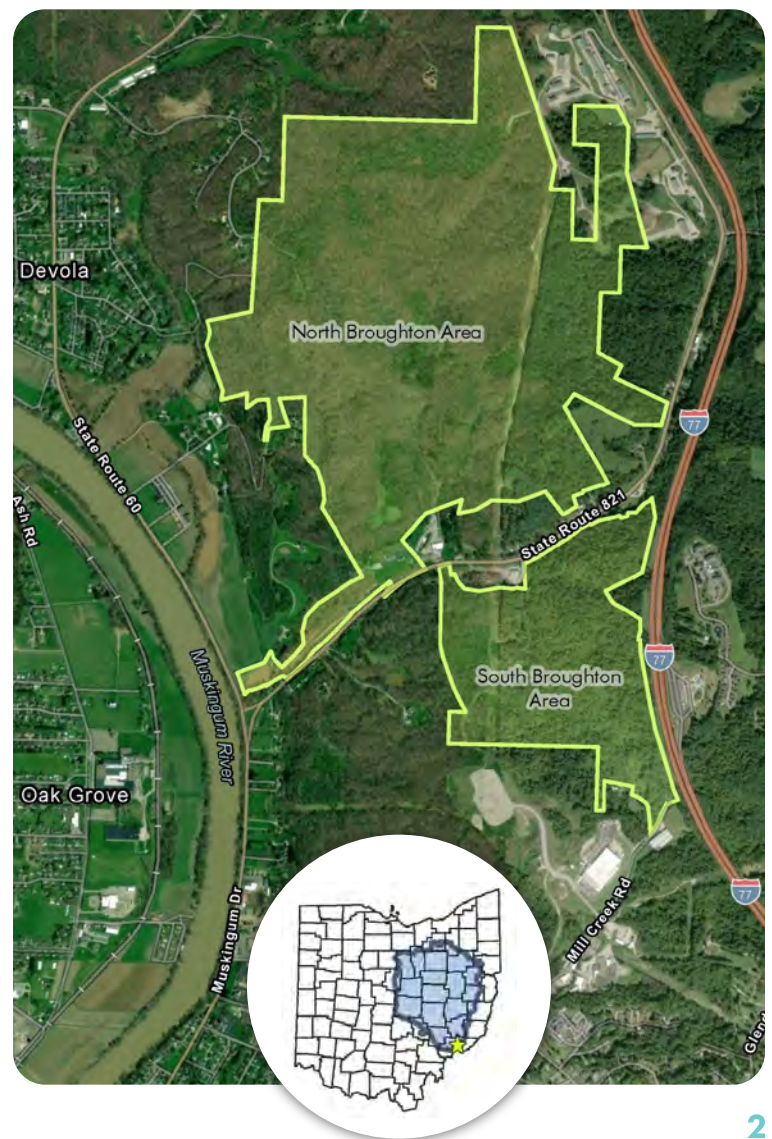 Devola
North Broughton Area
77
State Route 60
Ash Rd
State Route 821
77
South Broughton
Area
Muskingum River
Oak Grove
77
Muskingum Dr
Mill Creek Rd
Glend
2